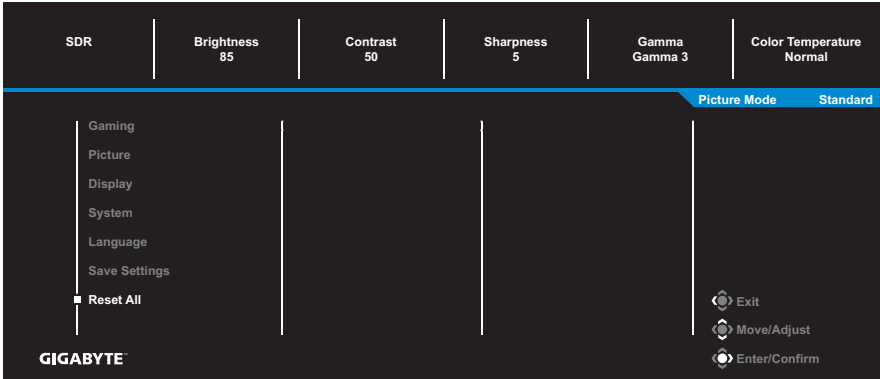 SDR
Brightness
85
Contrast
50
Sharpness
5
Gamma
Gamma 3
Color Temperature
Normal
Picture Mode Standard
Gaming
Picture
Display
System
Language
Save Settings
Reset All
Exit
Move/Adjust
Enter/Confirm
GIGABYTE